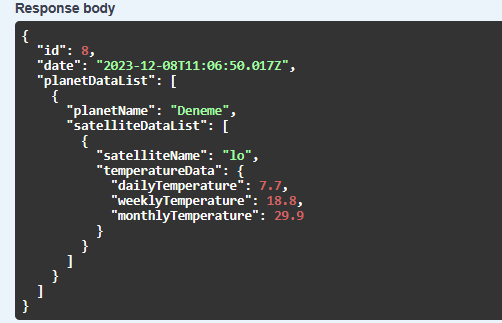 Response body
{
  "id": 8,
  "date": "2023-12-08T11:06:50.017Z",
  "planetDataList": [
    {
      "planetName": "Deneme",
      "satelliteDataList": [
        {
          "satelliteName": "lo",
          "temperatureData": {
            "dailyTemperature": 7.7,
            "weeklyTemperature": 18.8,
            "monthlyTemperature": 29.9
          }
        }
      ]
    }
  ]
}